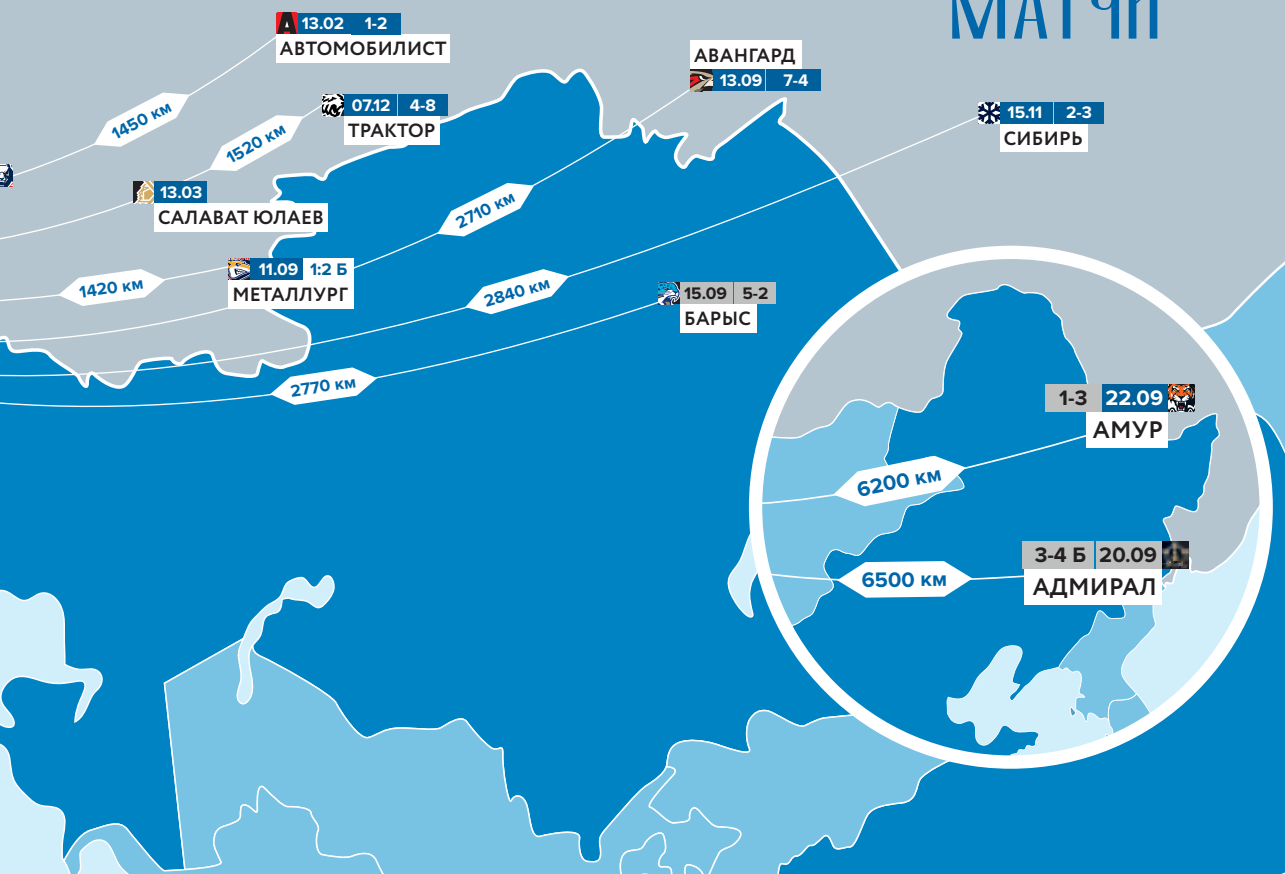 МАТЧИ
13.02 1-2
АВТОМОБИЛИСТ
АВАНГАРД
13.09 7-4
1450 км
07.12 4-8
ТРАКТОР
15.11 2-3
СИБИРЬ
1520 км
13.03
САЛАВАТ ЮЛАЕВ
2710 км
11.09 1:2 Б
МЕТАЛЛУРГ
1420 км
2840 км
15.09 5-2
БАРЫС
2770 км
1-3 22.09
АМУР
6200 км
3-4 Б 20.09
АДМИРАЛ
6500 км